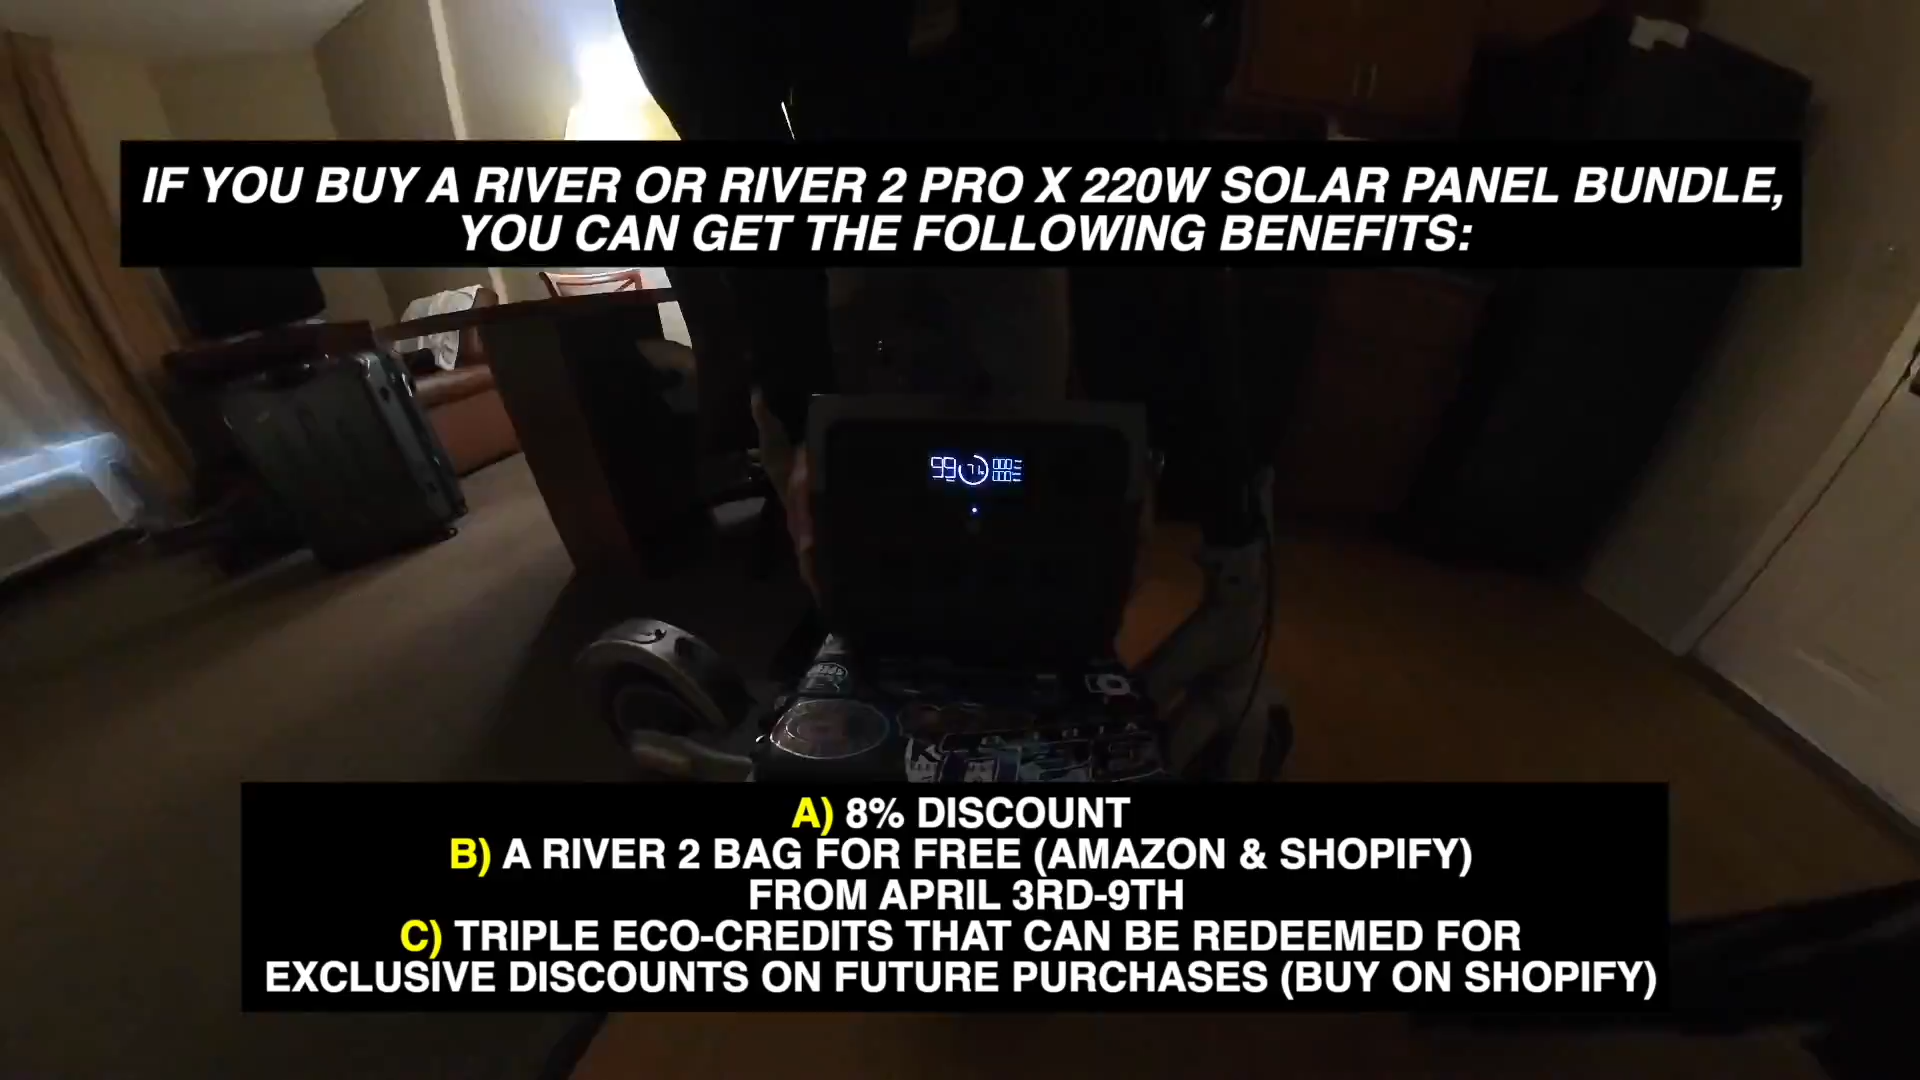 IF YOU BUY A RIVER OR RIVER 2 PRO X 220W SOLAR PANEL BUNDLE,
YOU CAN GET THE FOLLOWING BENEFITS:
99
A) 8% DISCOUNT
B) A RIVER 2 BAG FOR FREE (AMAZON & SHOPIFY)
FROM APRIL 3RD-9TH
C) TRIPLE ECO-CREDITS THAT CAN BE REDEEMED FOR
EXCLUSIVE DISCOUNTS ON FUTURE PURCHASES (BUY ON SHOPIFY)